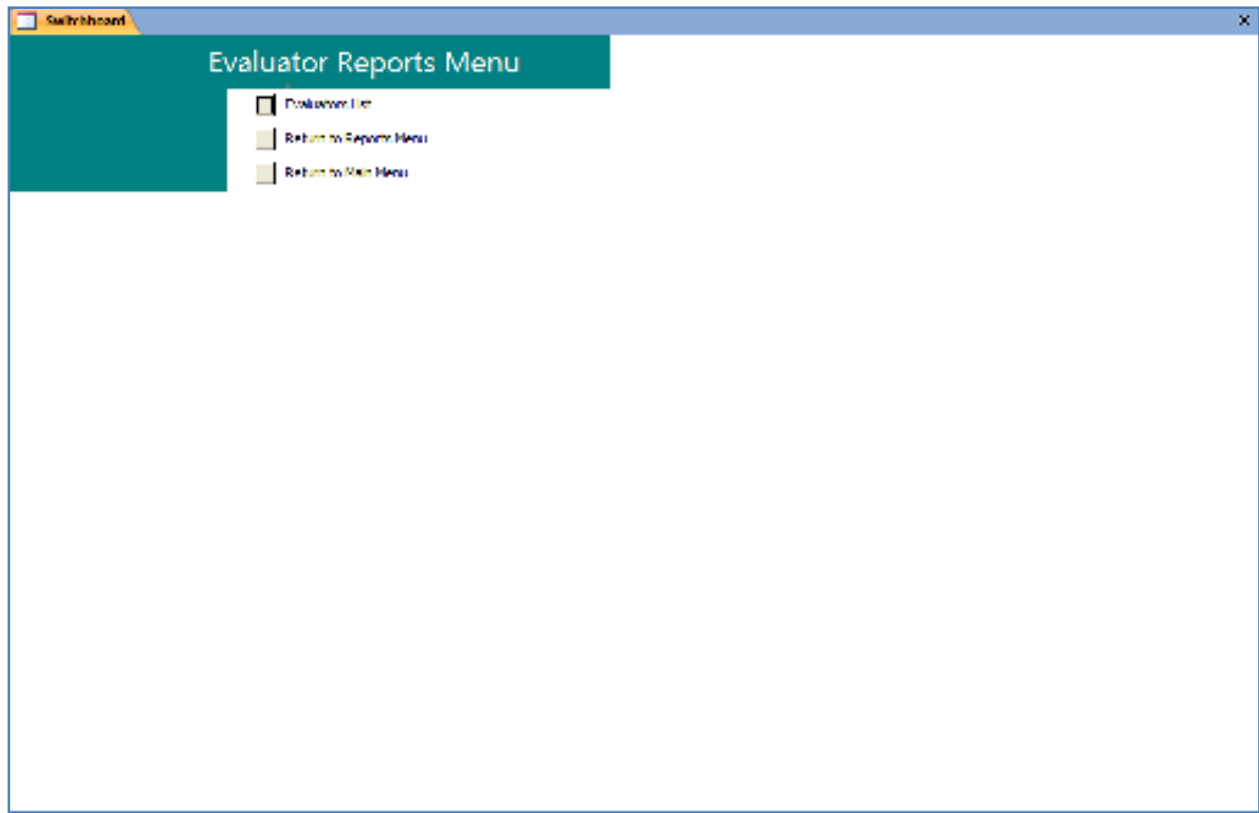 Switchboard
Evaluator Reports Menu
Evaluators List
Return to Reports Menu
Return to Main Menu